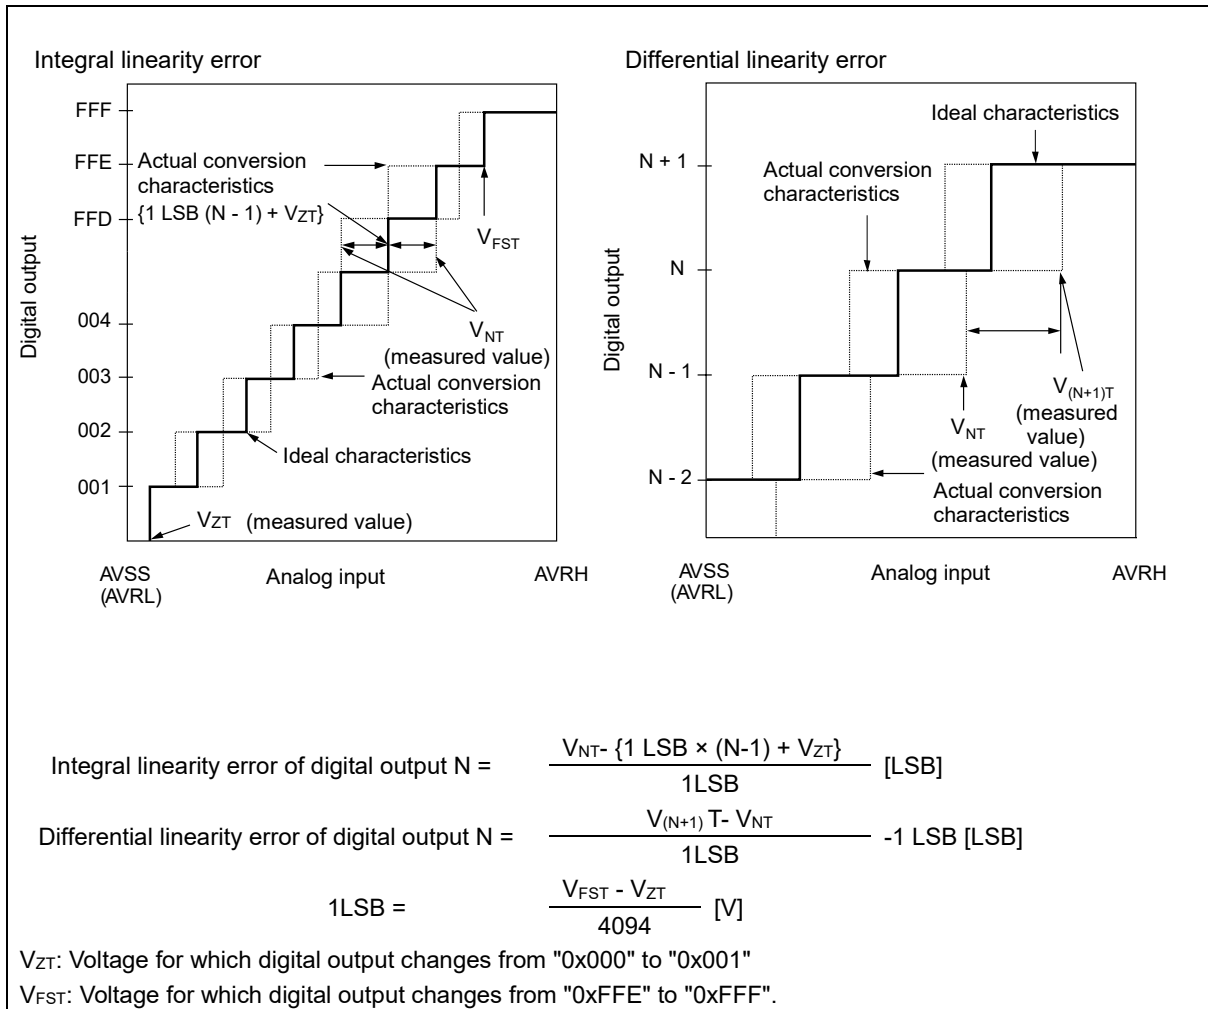 Integral linearity error
FFF
FFE
FFD
004
003
002
001
Digital output
Actual conversion
characteristics
{1 LSB (N - 1) + VZT}
VFST
VNT
(measured value)
Actual conversion
characteristics
Ideal characteristics
VZT (measured value)
AVSS
(AVRL)
Analog input
AVRH
Differential linearity error
N + 1
N
N - 1
N - 2
Digital output
Ideal characteristics
Actual conversion
characteristics
V(N+1)T
(measured
value)
VNT
(measured value)
Actual conversion
characteristics
AVSS
(AVRL)
Analog input
AVRH
Integral linearity error of digital output N =
VNT- {1 LSB × (N-1) + VZT}
1LSB
[LSB]
Differential linearity error of digital output N =
V(N+1) T- VNT
1LSB
-1 LSB [LSB]
1LSB =
VFST - VZT
4094
[V]
VZT: Voltage for which digital output changes from "0x000" to "0x001"
VFST: Voltage for which digital output changes from "0xFFE" to "0xFFF".